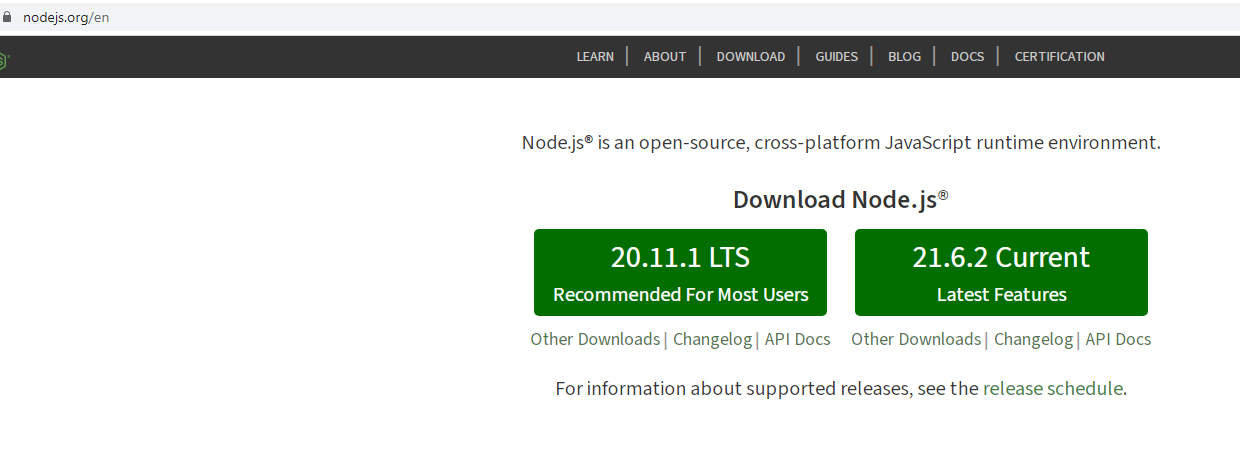 nodejs.org/en
LEARN | ABOUT | DOWNLOAD | GUIDES | BLOG | DOCS | CERTIFICATION
Node.js® is an open-source, cross-platform JavaScript runtime environment.
Download Node.js®
20.11.1 LTS
Recommended For Most Users
21.6.2 Current
Latest Features
Other Downloads | Changelog | API Docs
Other Downloads | Changelog | API Docs
For information about supported releases, see the release schedule.